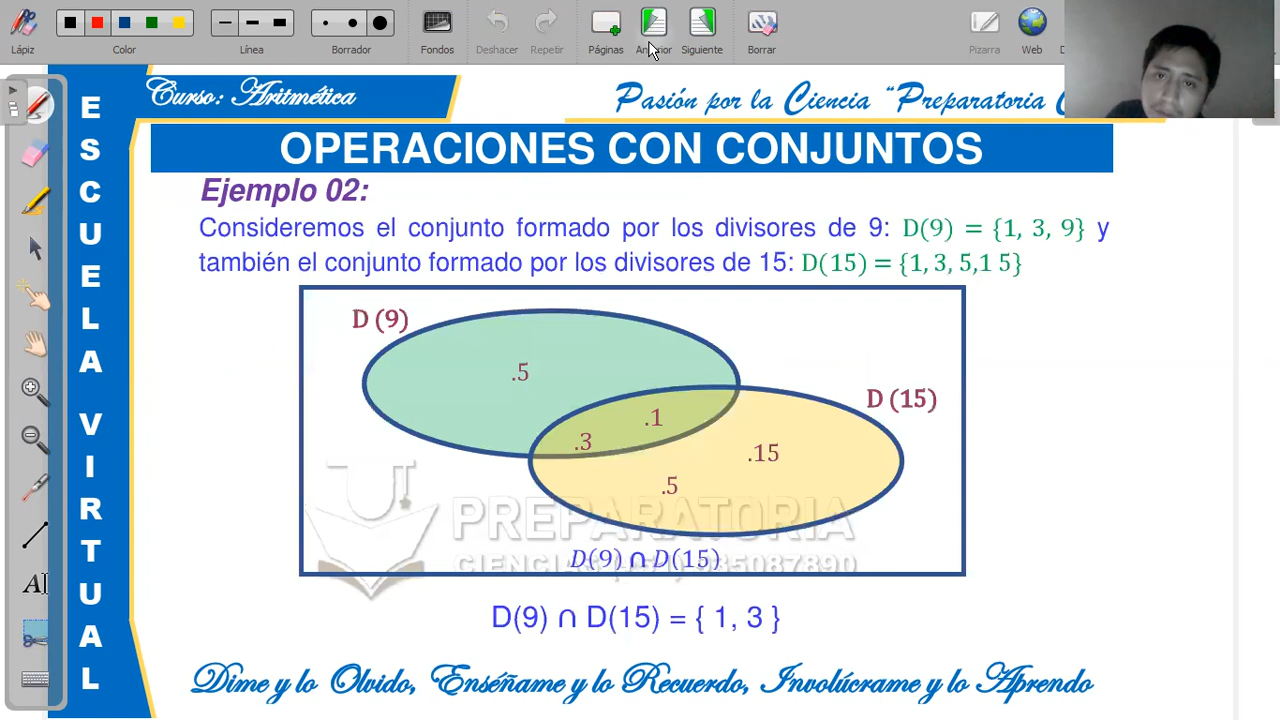 Lápiz
Color
Línea
Borrador
Fondos
Deshacer
Repetir
Páginas
Anterior
Siguiente
Borrar
Pizarra
Web
ESCUELA VIRTUAL
Curso: Aritmética
Pasión por la Ciencia "Preparatoria
OPERACIONES CON CONJUNTOS
Ejemplo 02:
Consideremos el conjunto formado por los divisores de 9: D(9) = {1, 3, 9} y
también el conjunto formado por los divisores de 15: D(15) = {1, 3, 5,1 5}
D (9)
.5
D (15)
.1
.3
.15
.5
PREPARATORIA
D(9) ∩ D(15)
D(9) ∩ D(15) = { 1, 3 }
Dime y lo Olvido, Enséñame y lo Recuerdo, Involúcrame y lo Aprendo